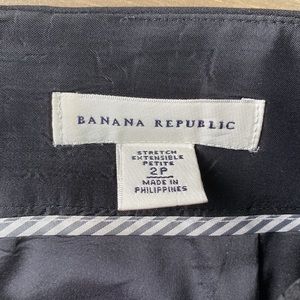 BANANA REPUBLIC
STRETCH
EXTENSIBLE
PETITE
2P
MADE IN
PHILIPPINES